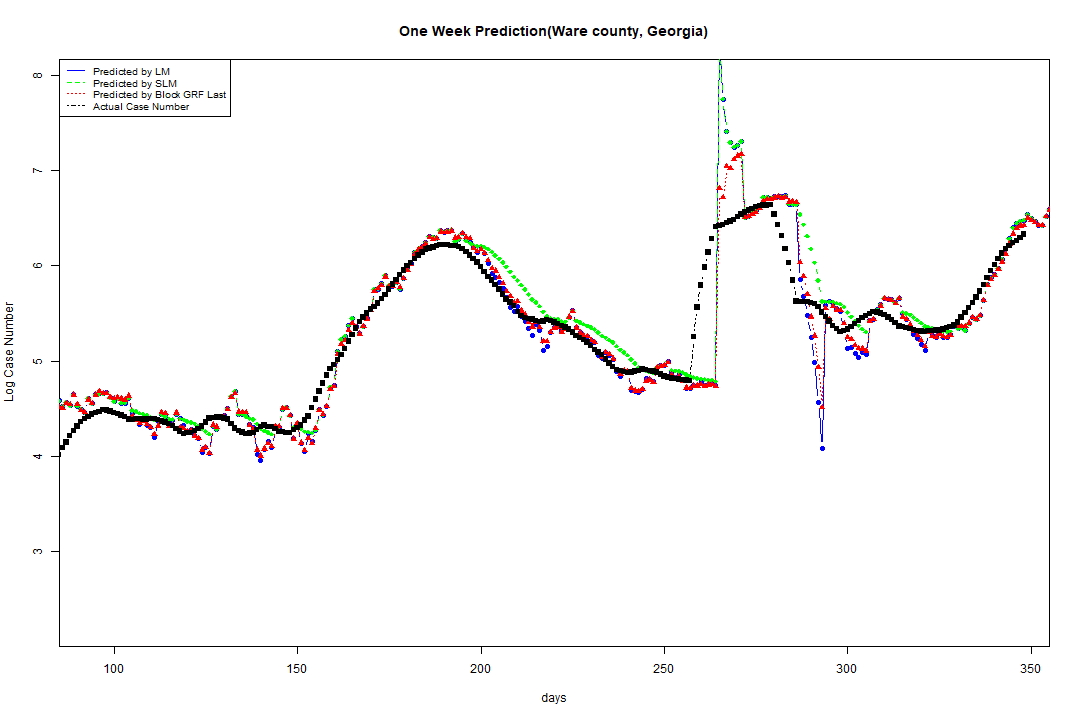 One Week Prediction(Ware county, Georgia)
Predicted by LM
Predicted by SLM
Predicted by Block GRF Last
Actual Case Number
8
7
6
5
4
3
Log Case Number
100 150 200 250 300 350
days